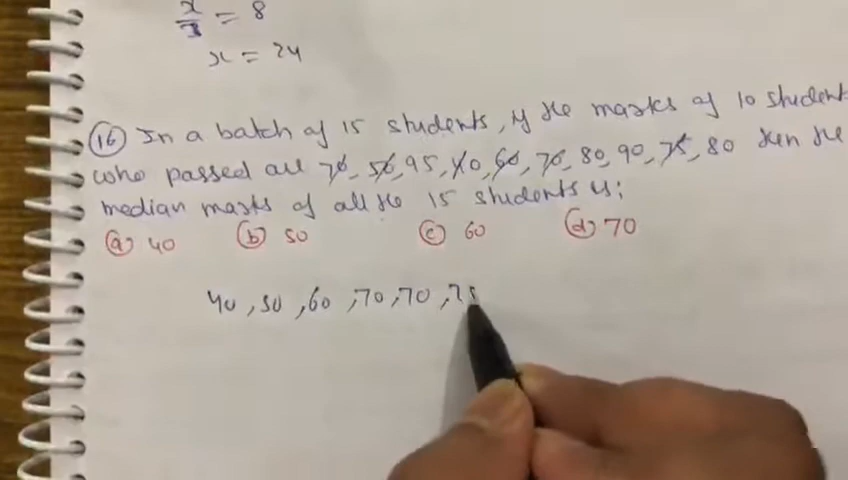 x/3 = 8
x = 24
(16) In a batch of 15 students, if the marks of 10 students
who passed are 70, 50, 95, 40, 60, 70, 80, 90, 75, 80 then the
median marks of all the 15 students is:
(a) 40 (b) 50 (c) 60 (d) 70
40, 50, 60, 70, 70, 75